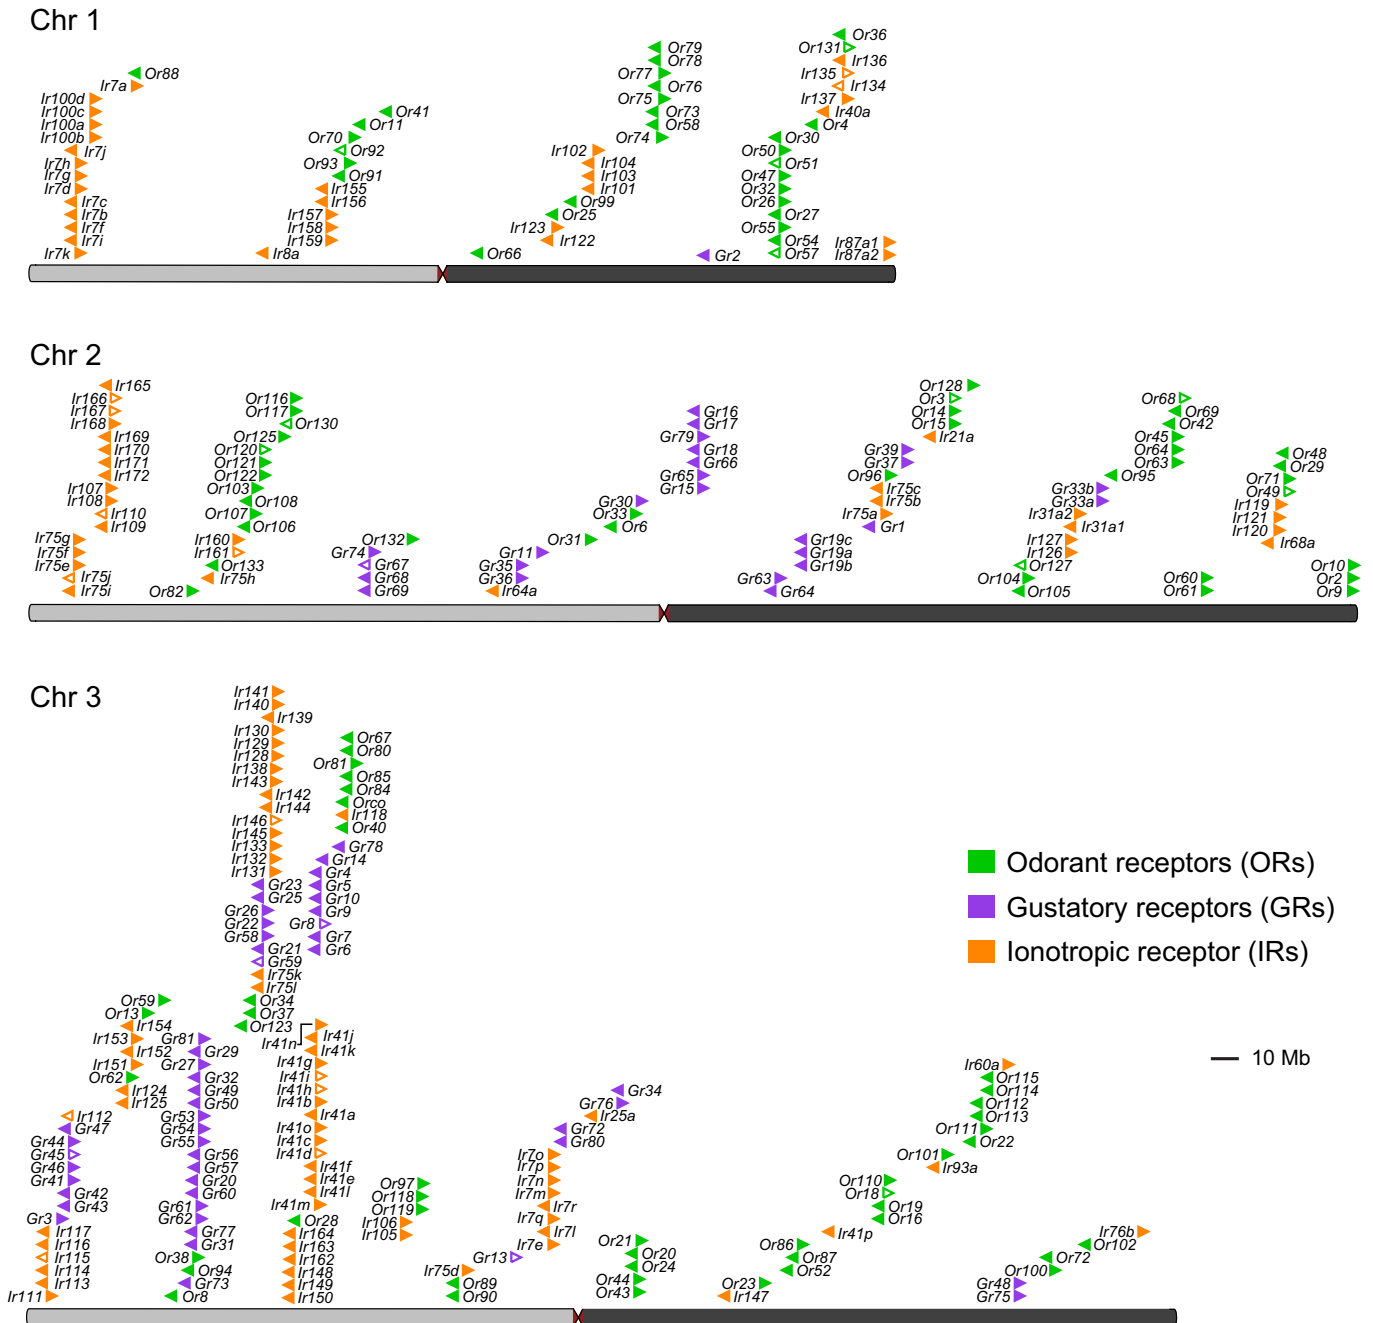 Chr 1
Or88
Ir7a
Ir100d
Ir100c
Ir100a
Ir100b
Ir7j
Ir7h
Ir7g
Ir7d
Ir7c
Ir7b
Ir7f
Ir7i
Ir7k
Ir8a
Or41
Or11
Or70
Or92
Or93
Or91
Ir155
Ir156
Ir157
Ir158
Ir159
Or66
Or79
Or78
Or77
Or76
Or75
Or73
Or58
Or74
Ir102
Ir104
Ir103
Ir101
Or99
Or25
Ir123
Ir122
Gr2
Or36
Or131
Ir136
Ir135
Ir134
Ir137
Ir40a
Or4
Or30
Or50
Or51
Or47
Or32
Or26
Or27
Or55
Or54
Or57
Ir87a1
Ir87a2
Chr 2
Ir165
Ir166
Ir167
Ir168
Ir169
Ir170
Ir171
Ir172
Ir107
Ir108
Ir110
Ir109
Ir75g
Ir75f
Ir75e
Ir75j
Ir75i
Or116
Or117
Or130
Or125
Or120
Or121
Or122
Or103
Or108
Or107
Or106
Ir160
Ir161
Or133
Ir75h
Or82
Or132
Gr74
Gr67
Gr68
Gr69
Gr16
Gr17
Gr79
Gr18
Gr66
Gr65
Gr15
Gr30
Or33
Or6
Or31
Gr11
Gr35
Gr36
Ir64a
Or128
Or3
Or14
Or15
Ir21a
Gr39
Gr37
Or96
Ir75c
Ir75b
Ir75a
Gr1
Gr19c
Gr19a
Gr19b
Gr63
Gr64
Or68
Or69
Or42
Or45
Or64
Or63
Or95
Gr33b
Gr33a
Ir31a2
Ir31a1
Ir127
Ir126
Or127
Or104
Or105
Or60
Or61
Or48
Or29
Or71
Or49
Ir119
Ir121
Ir120
Ir68a
Or10
Or2
Or9
Chr 3
Or59
Or13
Ir154
Ir153
Ir152
Ir151
Or62
Ir124
Ir125
Ir112
Gr47
Gr44
Gr45
Gr46
Gr41
Gr42
Gr43
Gr3
Ir117
Ir116
Ir115
Ir114
Ir113
Ir111
Gr81
Gr29
Gr27
Gr32
Gr49
Gr50
Gr53
Gr54
Gr55
Gr56
Gr57
Gr20
Gr60
Gr61
Gr62
Gr77
Gr31
Or38
Or94
Gr73
Or8
Ir141
Ir140
Ir139
Ir130
Ir129
Ir128
Ir138
Ir143
Ir142
Ir144
Ir146
Ir145
Ir133
Ir132
Ir131
Gr23
Gr25
Gr26
Gr22
Gr58
Gr21
Gr59
Ir75k
Ir75l
Or34
Or37
Or123
Or67
Or80
Or81
Or85
Or84
Orco
Ir118
Or40
Gr78
Gr14
Gr4
Gr5
Gr10
Gr9
Gr8
Gr7
Gr6
Ir41n
Ir41j
Ir41k
Ir41g
Ir41i
Ir41h
Ir41b
Ir41a
Ir41o
Ir41c
Ir41d
Ir41f
Ir41e
Ir41l
Ir41m
Or28
Ir164
Ir163
Ir162
Ir148
Ir149
Ir150
Or97
Or118
Or119
Ir106
Ir105
Gr34
Gr76
Ir25a
Gr72
Gr80
Ir7o
Ir7p
Ir7n
Ir7m
Ir7r
Ir7q
Ir7l
Ir7e
Gr13
Ir75d
Or89
Or90
Or21
Or20
Or24
Or44
Or43
Ir60a
Or115
Or114
Or112
Or113
Or111
Or22
Or101
Ir93a
Or110
Or18
Or19
Or16
Ir41p
Or86
Or87
Or52
Or23
Ir147
Ir76b
Or102
Or72
Or100
Gr48
Gr75
Odorant receptors (ORs)
Gustatory receptors (GRs)
Ionotropic receptor (IRs)
10 Mb